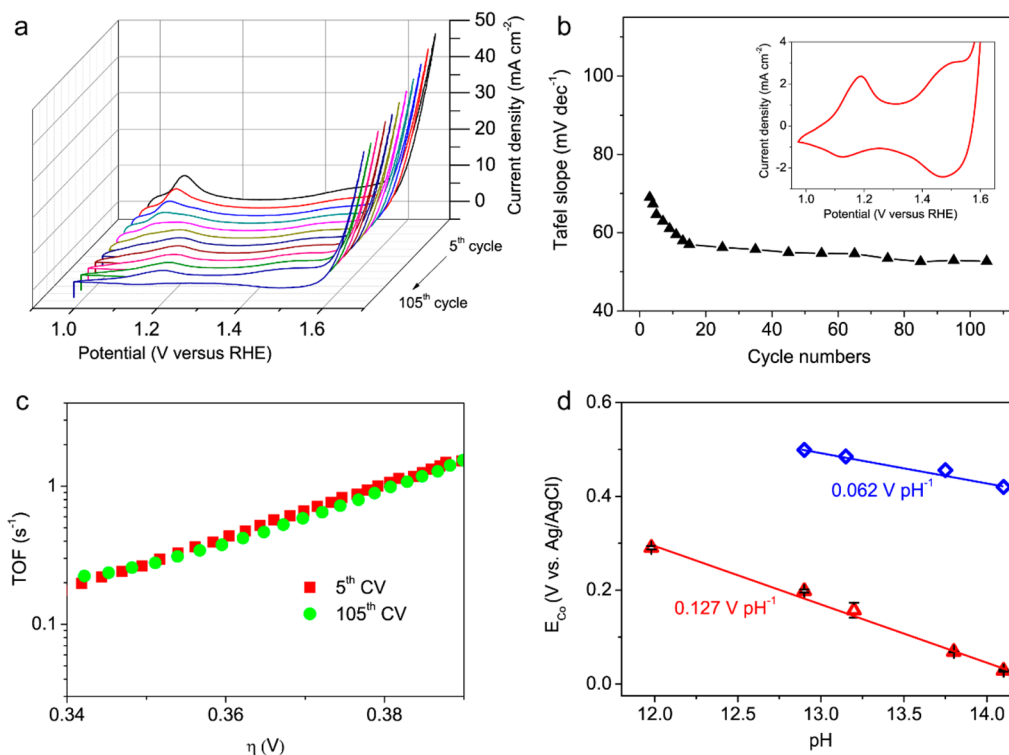 a
50
40
30
20
10
0
Current density (mA cm⁻²)
5th cycle
105th cycle
1.0 1.2 1.4 1.6
Potential (V versus RHE)
b
100
80
60
40
Tafel slope (mV dec⁻¹)
0 20 40 60 80 100
Cycle numbers
4
2
0
-2
Current density (mA cm⁻²)
1.0 1.2 1.4 1.6
Potential (V versus RHE)
c
1
0.1
TOF (s⁻¹)
5th CV
105th CV
0.34 0.36 0.38
η (V)
d
0.6
0.4
0.2
0.0
E_Co (V vs. Ag/AgCl)
0.062 V pH⁻¹
0.127 V pH⁻¹
12.0 12.5 13.0 13.5 14.0
pH